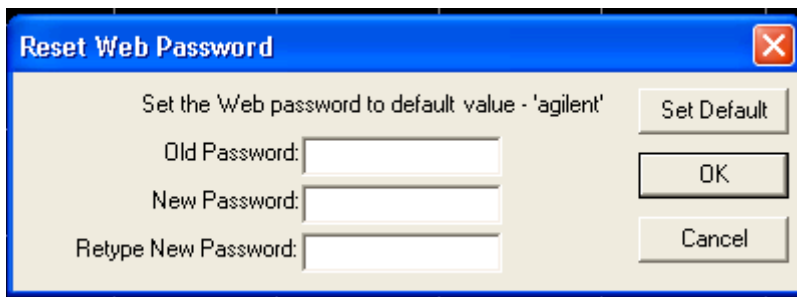 Reset Web Password
Set the Web password to default value - 'agilent'
Set Default
Old Password:
OK
New Password:
Retype New Password:
Cancel